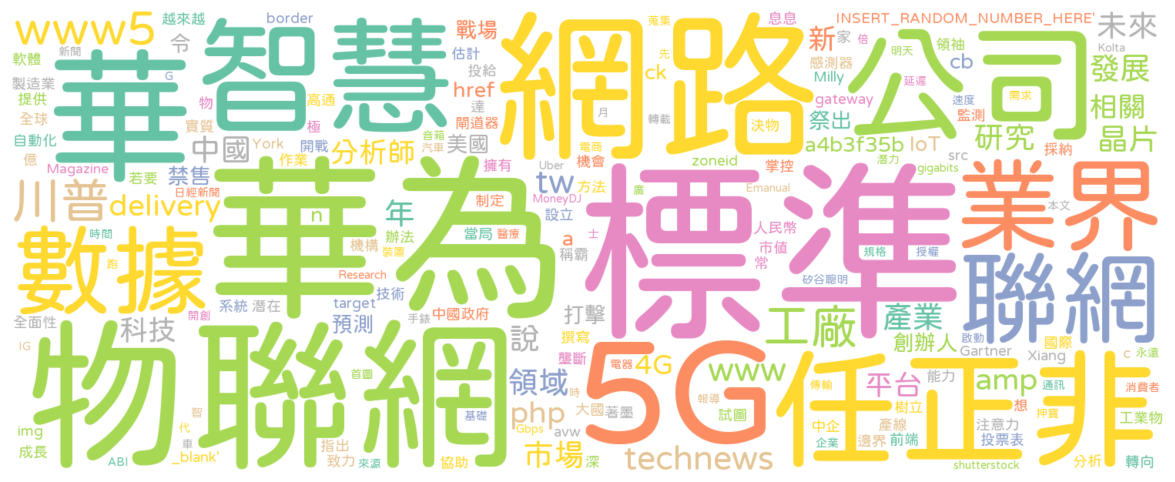 www5
越來越
border
戰場
蒐集
息息
INSERT_RANDOM_NUMBER_HERE'
未來
令
智慧
網路
新
家
倍
公司
軟體
新聞
華
估計
先
明天
領袖
Kolta
製造業
G
投給
ck
感測器
cb
發展
提供
物
高通
href
Milly
延遲
需求
全球
達
月
轉載
決物
gateway
速度
相關
自動化
實質
極
閘道器
祭出
監測
億
中國
York
開戰
音箱
汽車
美國
電商
a4b3f35b
IoT
研究
晶片
Magazine
作業
分析師
Uber
機會
zoneid
掌控
潛力
src
採納
若要
禁售
擁有
tw
方法
gigabits
日經新聞
MoneyDJ
廣
Emanual
川普
delivery
n
年
制定
設立
標準
業界
本文
華為
當局
醫療
a
士
人民幣
數據
時間
辦法
機構
裝置
稱霸
市值
規格
授權
聯網
跑
Research
常
矽谷聰明
系統
潛在
target
技術
開創
手錶
中國政府
打擊
工廠
產業
全面性
科技
預測
說
撰寫
創辦人
啟動
國際
永遠
IG
物聯網
壟斷
電器
4G
www
Gartner
Xiang
c
首圖
領域
時
5G
傳輸
平台
能力
amp
通訊
消費者
智
php
大國
著墨
報導
試圖
任正非
樹立
想
押寶
img
代
基礎
Gbps
avw
中企
產線
注意力
工業物
成長
車
指出
市場
企業
邊界
前端
投票表
_blank'
ABI
致力
來源
協助
深
technews
shutterstock
分析
轉向